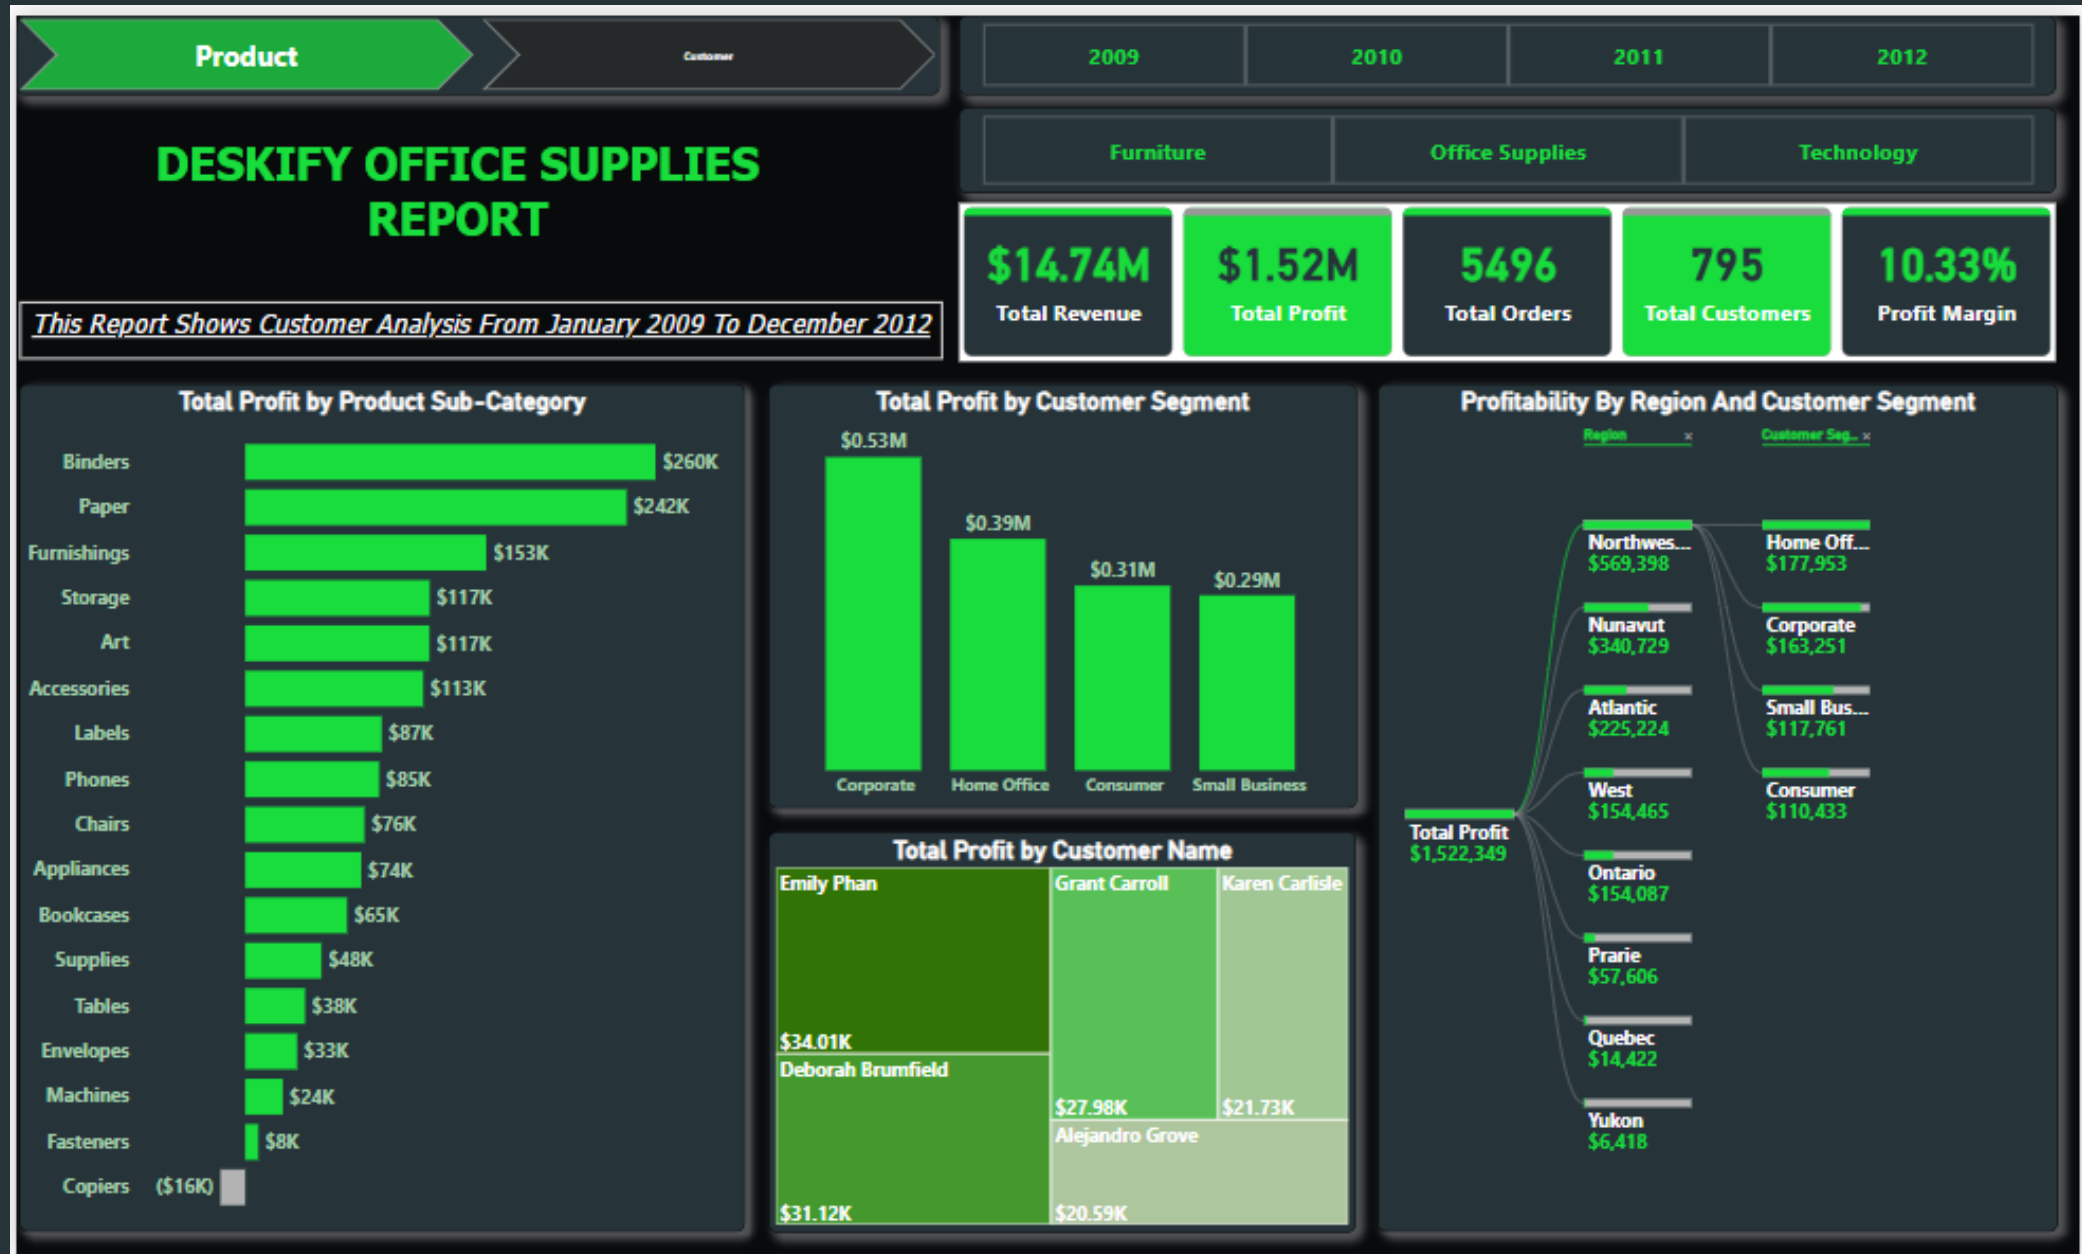 Product
Customer
2009
2010
2011
2012
Furniture
Office Supplies
Technology
DESKIFY OFFICE SUPPLIES
REPORT
This Report Shows Customer Analysis From January 2009 To December 2012
$14.74M
Total Revenue
$1.52M
Total Profit
5496
Total Orders
795
Total Customers
10.33%
Profit Margin
Total Profit by Product Sub-Category
Binders
$260K
Paper
$242K
Furnishings
$153K
Storage
$117K
Art
$117K
Accessories
$113K
Labels
$87K
Phones
$85K
Chairs
$76K
Appliances
$74K
Bookcases
$65K
Supplies
$48K
Tables
$38K
Envelopes
$33K
Machines
$24K
Fasteners
$8K
Copiers
($16K)
Total Profit by Customer Segment
$0.53M
$0.39M
$0.31M
$0.29M
Corporate
Home Office
Consumer
Small Business
Total Profit by Customer Name
Emily Phan
$34.01K
Deborah Brumfield
$31.12K
Grant Carroll
$27.98K
Karen Carlisle
$21.73K
Alejandro Grove
$20.59K
Profitability By Region And Customer Segment
Region
Customer Seg...
Total Profit
$1,522,349
Northwes...
$569,398
Nunavut
$340,729
Atlantic
$225,224
West
$154,465
Ontario
$154,087
Prarie
$57,606
Quebec
$14,422
Yukon
$6,418
Home Off...
$177,953
Corporate
$163,251
Small Bus...
$117,761
Consumer
$110,433